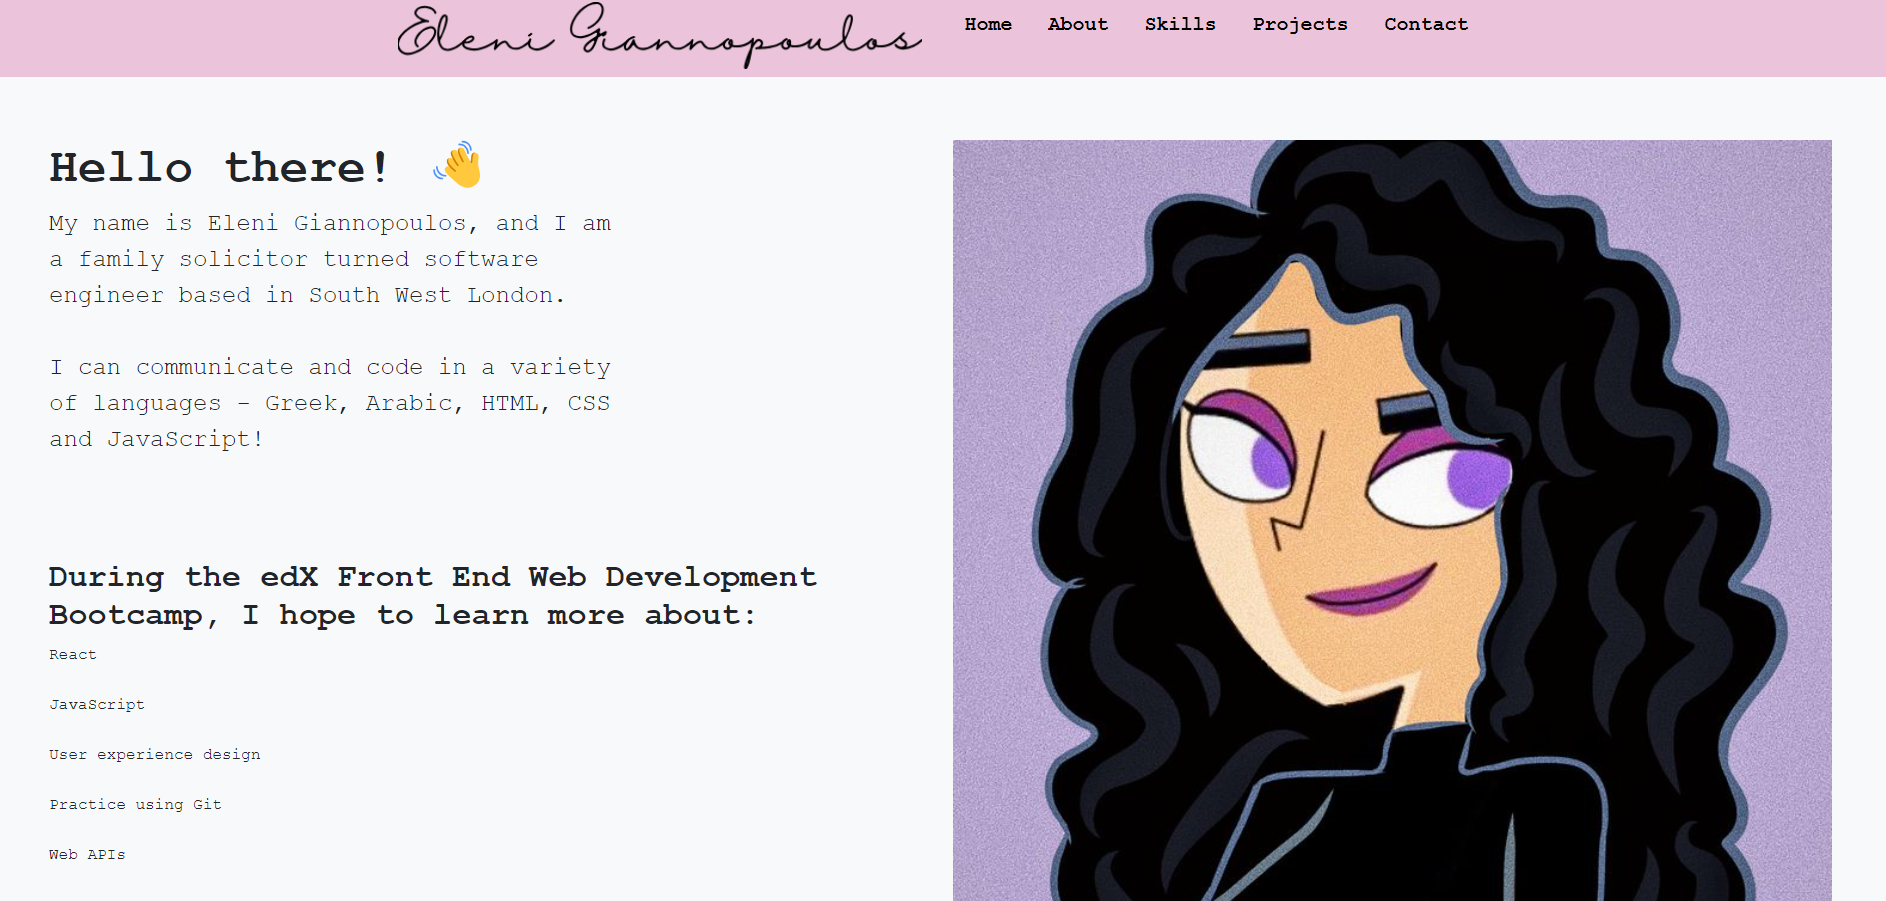 Eleni Giannopoulos
Home About Skills Projects Contact
Hello there! 👋
My name is Eleni Giannopoulos, and I am
a family solicitor turned software
engineer based in South West London.
I can communicate and code in a variety
of languages - Greek, Arabic, HTML, CSS
and JavaScript!
During the edX Front End Web Development
Bootcamp, I hope to learn more about:
React
JavaScript
User experience design
Practice using Git
Web APIs